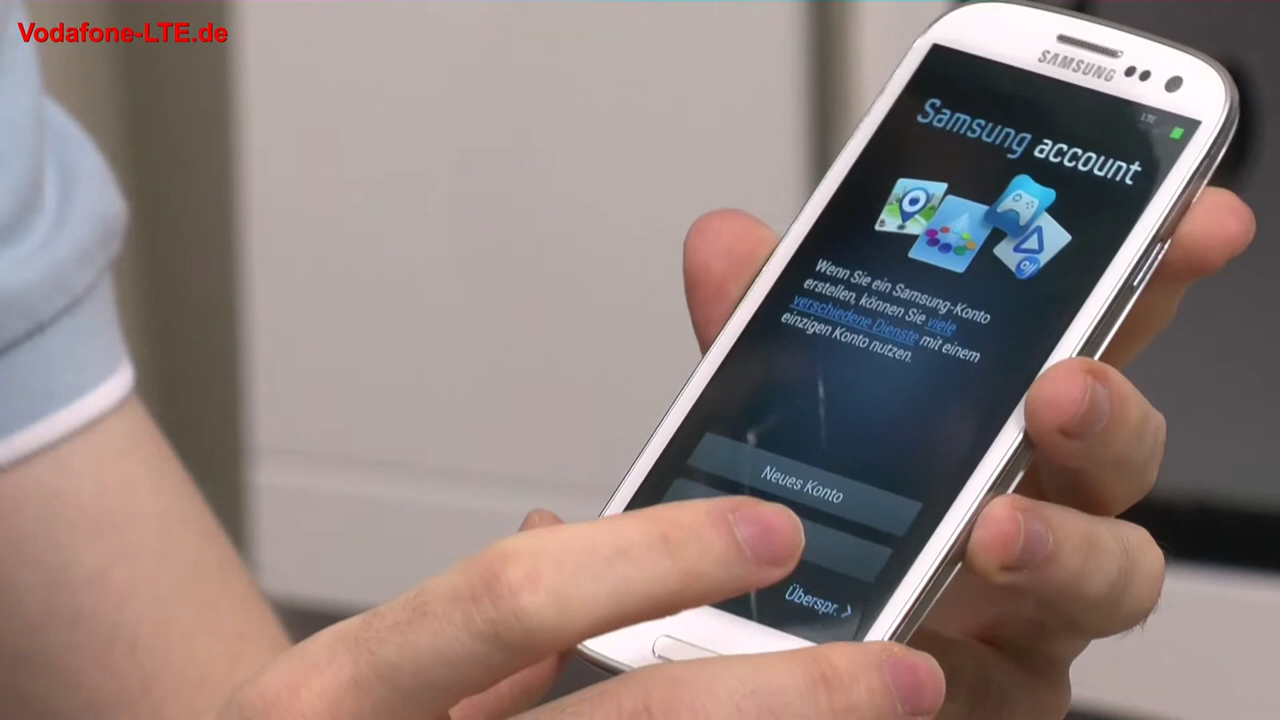 Vodafone-LTE.de
SAMSUNG
LTE
Samsung account
Wenn Sie ein Samsung-Konto
erstellen, können Sie viele
verschiedene Dienste mit einem
einzigen Konto nutzen.
Neues Konto
Überspr.